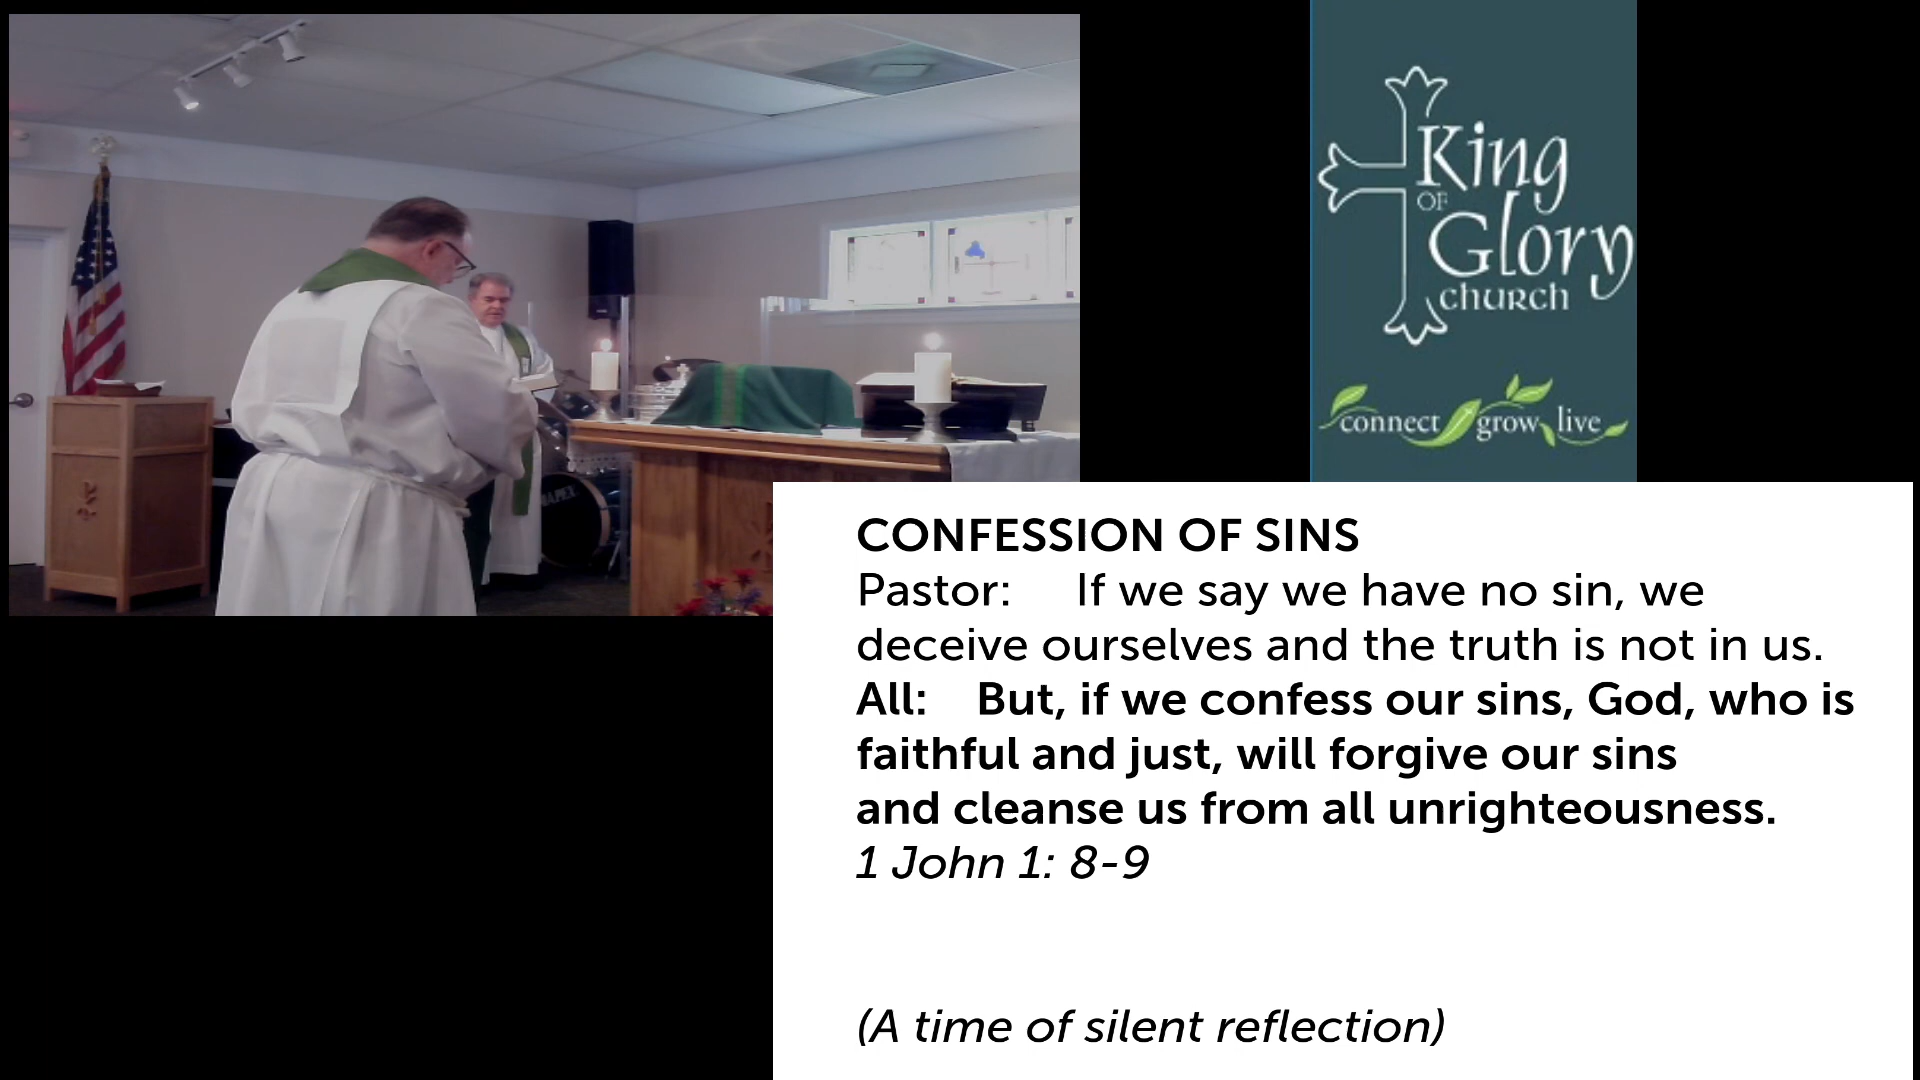 King
OF
Glory
CHURCH
connect grow live
CONFESSION OF SINS
Pastor: If we say we have no sin, we
deceive ourselves and the truth is not in us.
All: But, if we confess our sins, God, who is
faithful and just, will forgive our sins
and cleanse us from all unrighteousness.
1 John 1: 8-9
(A time of silent reflection)
MAPEX